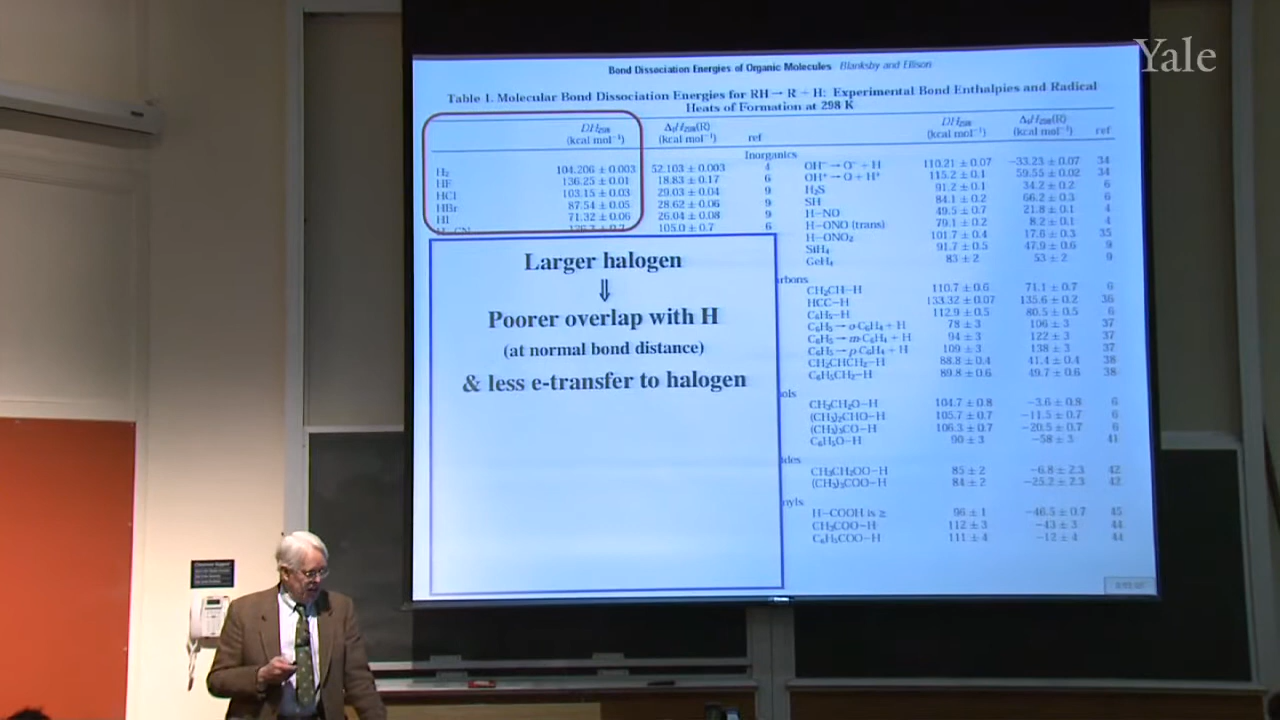 Yale
Bond Dissociation Energies of Organic Molecules Blanksby and Ellison
Table 1. Molecular Bond Dissociation Energies for RH → R + H: Experimental Bond Enthalpies and Radical
Heats of Formation at 298 K
DH₂₉₈ ΔfH₂₉₈(R) DH₂₉₈ ΔfH₂₉₈(R)
(kcal mol⁻¹) (kcal mol⁻¹) ref (kcal mol⁻¹) (kcal mol⁻¹) ref
Inorganics
H₂ 104.206 ± 0.003 52.103 ± 0.003 4 OH⁻ → O⁻ + H 110.21 ± 0.07 −33.23 ± 0.07 34
HF 136.25 ± 0.01 18.83 ± 0.17 6 OH⁺ → O + H⁺ 115.2 ± 0.1 59.55 ± 0.02 34
HCl 103.15 ± 0.03 29.03 ± 0.04 9 H₂S 91.2 ± 0.1 34.2 ± 0.2 6
HBr 87.54 ± 0.05 28.62 ± 0.06 9 SH 84.1 ± 0.2 66.2 ± 0.3 6
HI 71.32 ± 0.06 26.04 ± 0.08 9 H−NO 49.5 ± 0.7 21.8 ± 0.1 4
105.0 ± 0.7 6 H−ONO (trans) 79.1 ± 0.2 8.2 ± 0.1 4
H−ONO₂ 101.7 ± 0.4 17.6 ± 0.3 35
SiH₄ 91.7 ± 0.5 47.9 ± 0.6 9
GeH₄ 83 ± 2 53 ± 2 9
rbons
CH₂CH−H 110.7 ± 0.6 71.1 ± 0.7 6
HCC−H 133.32 ± 0.07 135.6 ± 0.2 36
C₆H₅−H 112.9 ± 0.5 80.5 ± 0.5 6
C₆H₅ → o-C₆H₄ + H 78 ± 3 106 ± 3 37
C₆H₅ → m-C₆H₄ + H 94 ± 3 122 ± 3 37
C₆H₅ → p-C₆H₄ + H 109 ± 3 138 ± 3 37
CH₂CHCH₂−H 88.8 ± 0.4 41.4 ± 0.4 38
C₆H₅CH₂−H 89.8 ± 0.6 49.7 ± 0.6 38
ols
CH₃CH₂O−H 104.7 ± 0.8 −3.6 ± 0.8 6
(CH₃)₂CHO−H 105.7 ± 0.7 −11.5 ± 0.7 6
(CH₃)₃CO−H 106.3 ± 0.7 −20.5 ± 0.7 6
C₆H₅O−H 90 ± 3 −58 ± 3 41
ides
CH₃CH₂OO−H 85 ± 2 −6.8 ± 2.3 42
(CH₃)₃COO−H 84 ± 2 −25.2 ± 2.3 42
nyls
H−COOH is ≥ 96 ± 1 −46.5 ± 0.7 45
CH₃COO−H 112 ± 3 −43 ± 3 44
C₆H₅COO−H 111 ± 4 −12 ± 4 44
Larger halogen
⇓
Poorer overlap with H
(at normal bond distance)
& less e-transfer to halogen